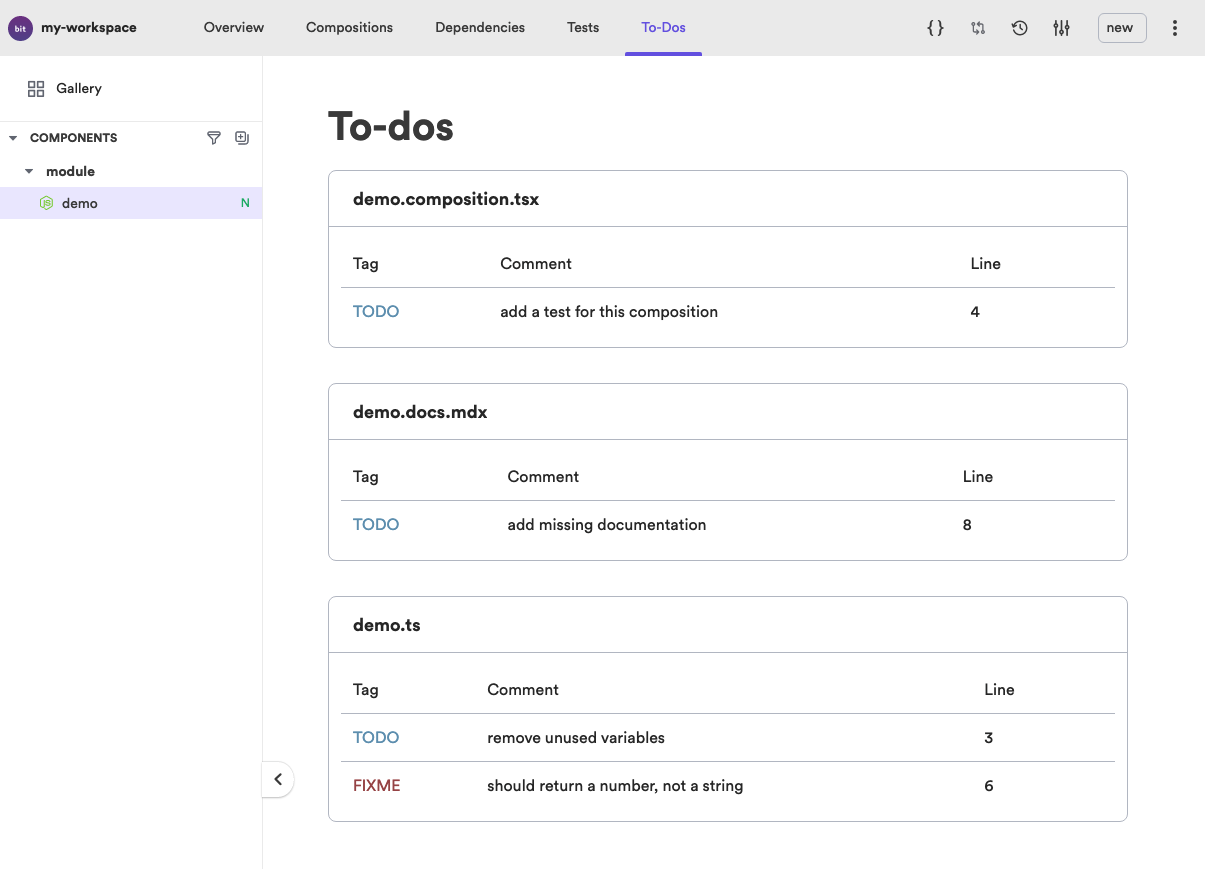 bit my-workspace Overview Compositions Dependencies Tests To-Dos {} new
Gallery
COMPONENTS
module
JS demo N
To-dos
demo.composition.tsx
Tag Comment Line
TODO add a test for this composition 4
demo.docs.mdx
Tag Comment Line
TODO add missing documentation 8
demo.ts
Tag Comment Line
TODO remove unused variables 3
FIXME should return a number, not a string 6